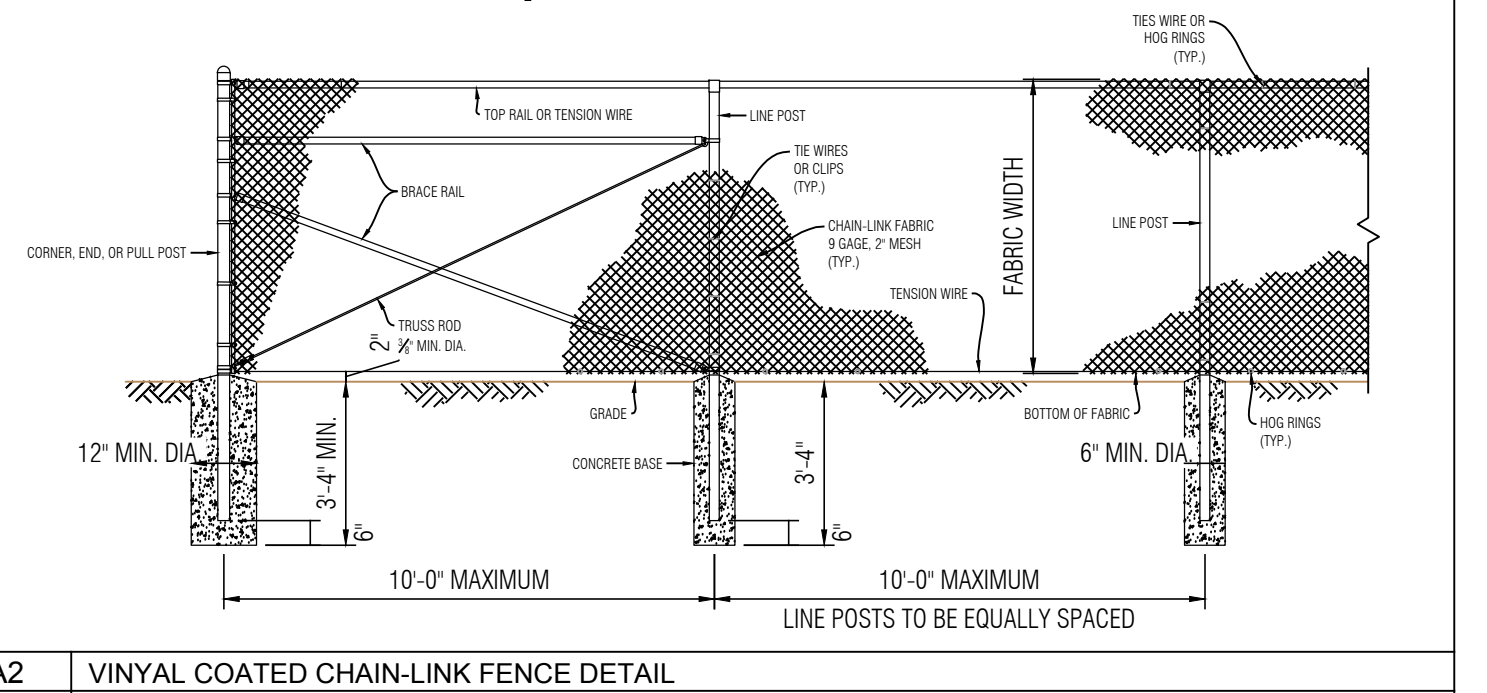 TIES WIRE OR
HOG RINGS
(TYP.)
TOP RAIL OR TENSION WIRE
LINE POST
TIE WIRES
OR CLIPS
(TYP.)
BRACE RAIL
FABRIC WIDTH
CHAIN-LINK FABRIC
9 GAGE, 2" MESH
(TYP.)
LINE POST
CORNER, END, OR PULL POST
TENSION WIRE
TRUSS ROD
3/8" MIN. DIA.
2"
GRADE
BOTTOM OF FABRIC
HOG RINGS
(TYP.)
12" MIN. DIA.
3'-4" MIN.
6"
CONCRETE BASE
3'-4"
6"
6" MIN. DIA.
10'-0" MAXIMUM
10'-0" MAXIMUM
LINE POSTS TO BE EQUALLY SPACED
A2
VINYAL COATED CHAIN-LINK FENCE DETAIL